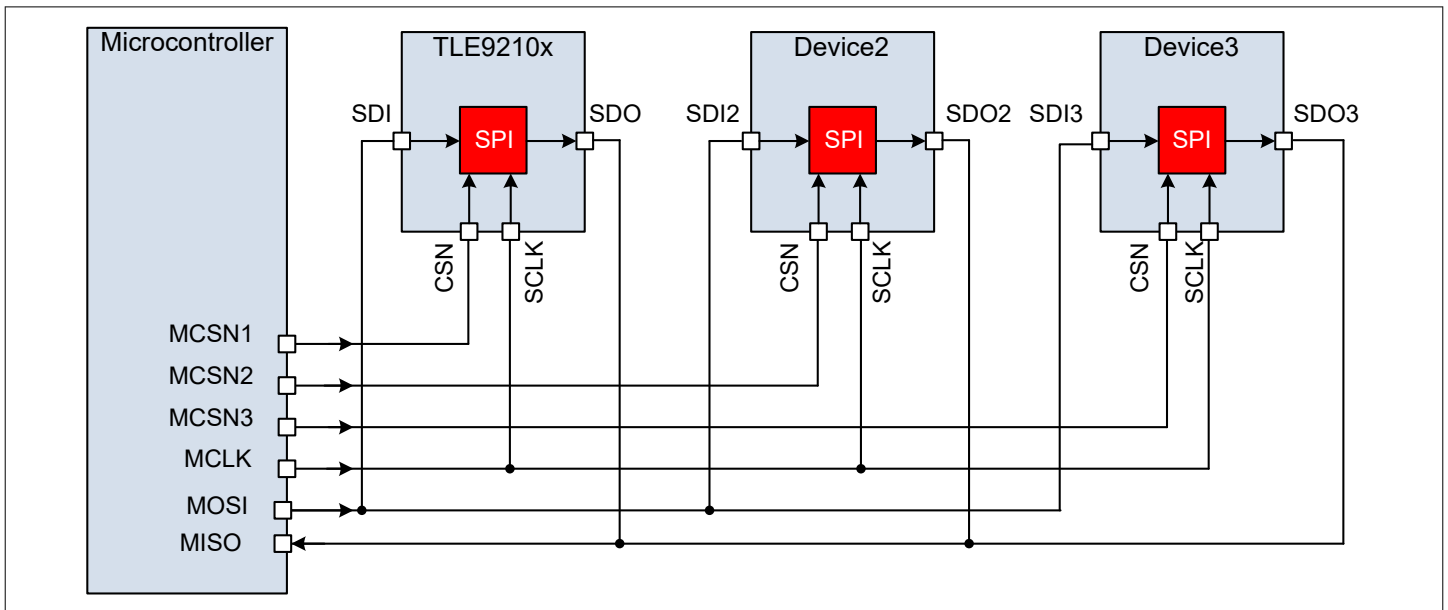 Microcontroller
TLE9210x
Device2
Device3
SDI
SPI
SDO
SDI2
SPI
SDO2
SDI3
SPI
SDO3
CSN
SCLK
CSN
SCLK
CSN
SCLK
MCSN1
MCSN2
MCSN3
MCLK
MOSI
MISO